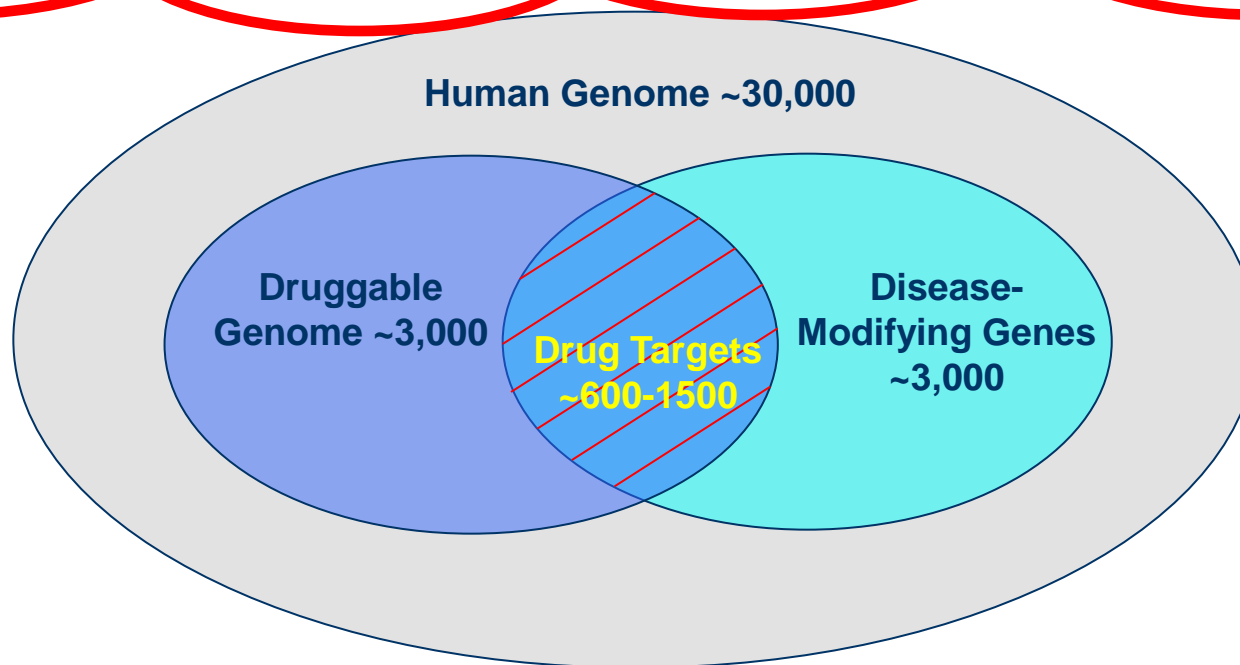 Human Genome ~30,000
Druggable
Genome ~3,000
Drug Targets
~600-1500
Disease-
Modifying Genes
~3,000